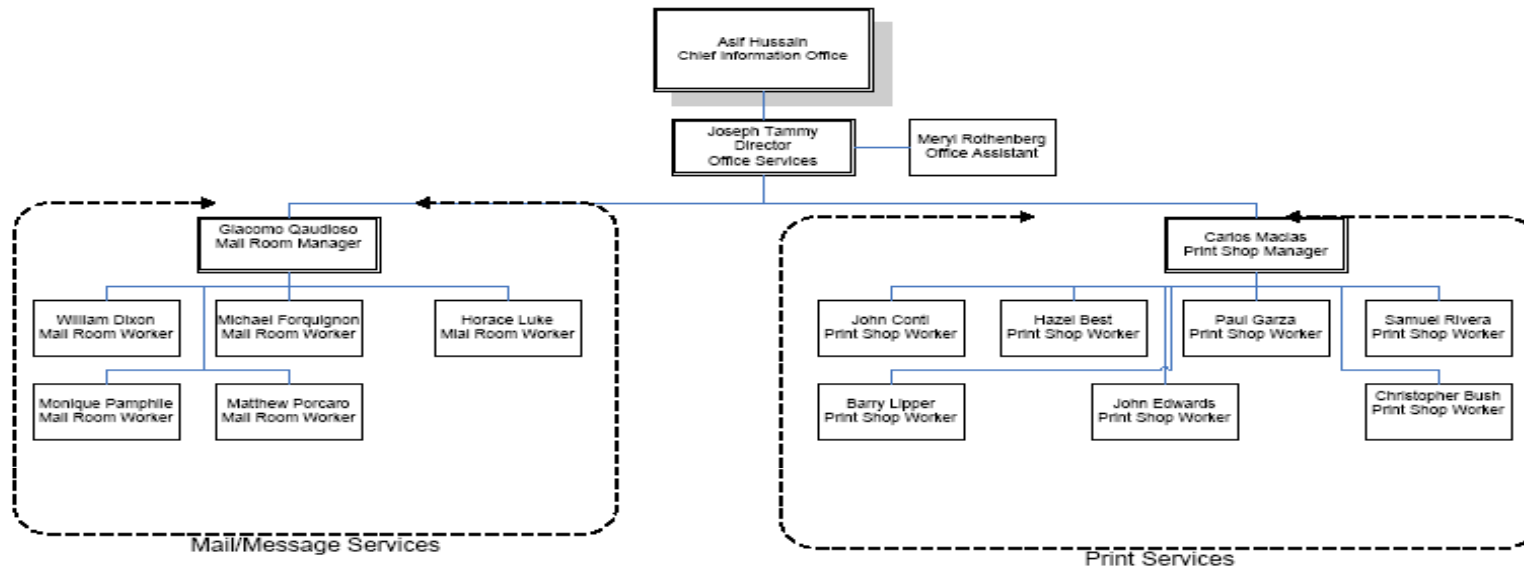 Asif Hussain
Chief Information Office
Joseph Tammy
Director
Office Services
Meryl Rothenberg
Office Assistant
Giacomo Qaudioso
Mail Room Manager
Carlos Macias
Print Shop Manager
William Dixon
Mail Room Worker
Michael Forquignon
Mail Room Worker
Horace Luke
Mial Room Worker
John Conti
Print Shop Worker
Hazel Best
Print Shop Worker
Paul Garza
Print Shop Worker
Samuel Rivera
Print Shop Worker
Monique Pamphile
Mail Room Worker
Matthew Porcaro
Mail Room Worker
Barry Lipper
Print Shop Worker
John Edwards
Print Shop Worker
Christopher Bush
Print Shop Worker
Mail/Message Services
Print Services